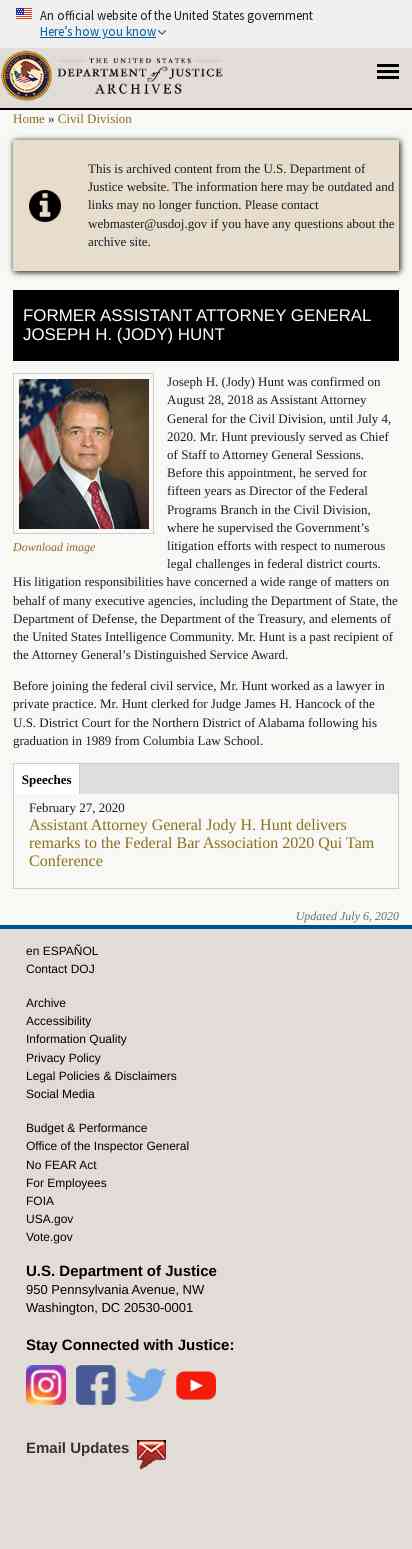 An official website of the United States government
Here's how you know
THE UNITED STATES
DEPARTMENT of JUSTICE
ARCHIVES
Home » Civil Division
This is archived content from the U.S. Department of
Justice website. The information here may be outdated and
links may no longer function. Please contact
webmaster@usdoj.gov if you have any questions about the
archive site.
FORMER ASSISTANT ATTORNEY GENERAL
JOSEPH H. (JODY) HUNT
Joseph H. (Jody) Hunt was confirmed on
August 28, 2018 as Assistant Attorney
General for the Civil Division, until July 4,
2020. Mr. Hunt previously served as Chief
of Staff to Attorney General Sessions.
Before this appointment, he served for
fifteen years as Director of the Federal
Programs Branch in the Civil Division,
where he supervised the Government's
litigation efforts with respect to numerous
legal challenges in federal district courts.
Download image
His litigation responsibilities have concerned a wide range of matters on
behalf of many executive agencies, including the Department of State, the
Department of Defense, the Department of the Treasury, and elements of
the United States Intelligence Community. Mr. Hunt is a past recipient of
the Attorney General's Distinguished Service Award.
Before joining the federal civil service, Mr. Hunt worked as a lawyer in
private practice. Mr. Hunt clerked for Judge James H. Hancock of the
U.S. District Court for the Northern District of Alabama following his
graduation in 1989 from Columbia Law School.
Speeches
February 27, 2020
Assistant Attorney General Jody H. Hunt delivers
remarks to the Federal Bar Association 2020 Qui Tam
Conference
Updated July 6, 2020
en ESPAÑOL
Contact DOJ
Archive
Accessibility
Information Quality
Privacy Policy
Legal Policies & Disclaimers
Social Media
Budget & Performance
Office of the Inspector General
No FEAR Act
For Employees
FOIA
USA.gov
Vote.gov
U.S. Department of Justice
950 Pennsylvania Avenue, NW
Washington, DC 20530-0001
Stay Connected with Justice:
Email Updates